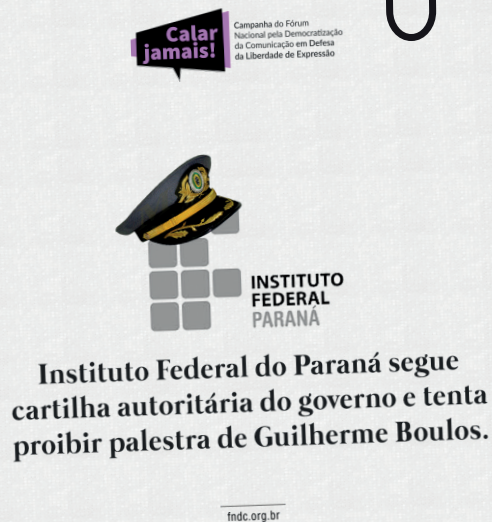 Calar
jamais!
Campanha do Fórum
Nacional pela Democratização
da Comunicação em Defesa
da Liberdade de Expressão
INSTITUTO
FEDERAL
PARANÁ
Instituto Federal do Paraná segue
cartilha autoritária do governo e tenta
proibir palestra de Guilherme Boulos.
fndc.org.br